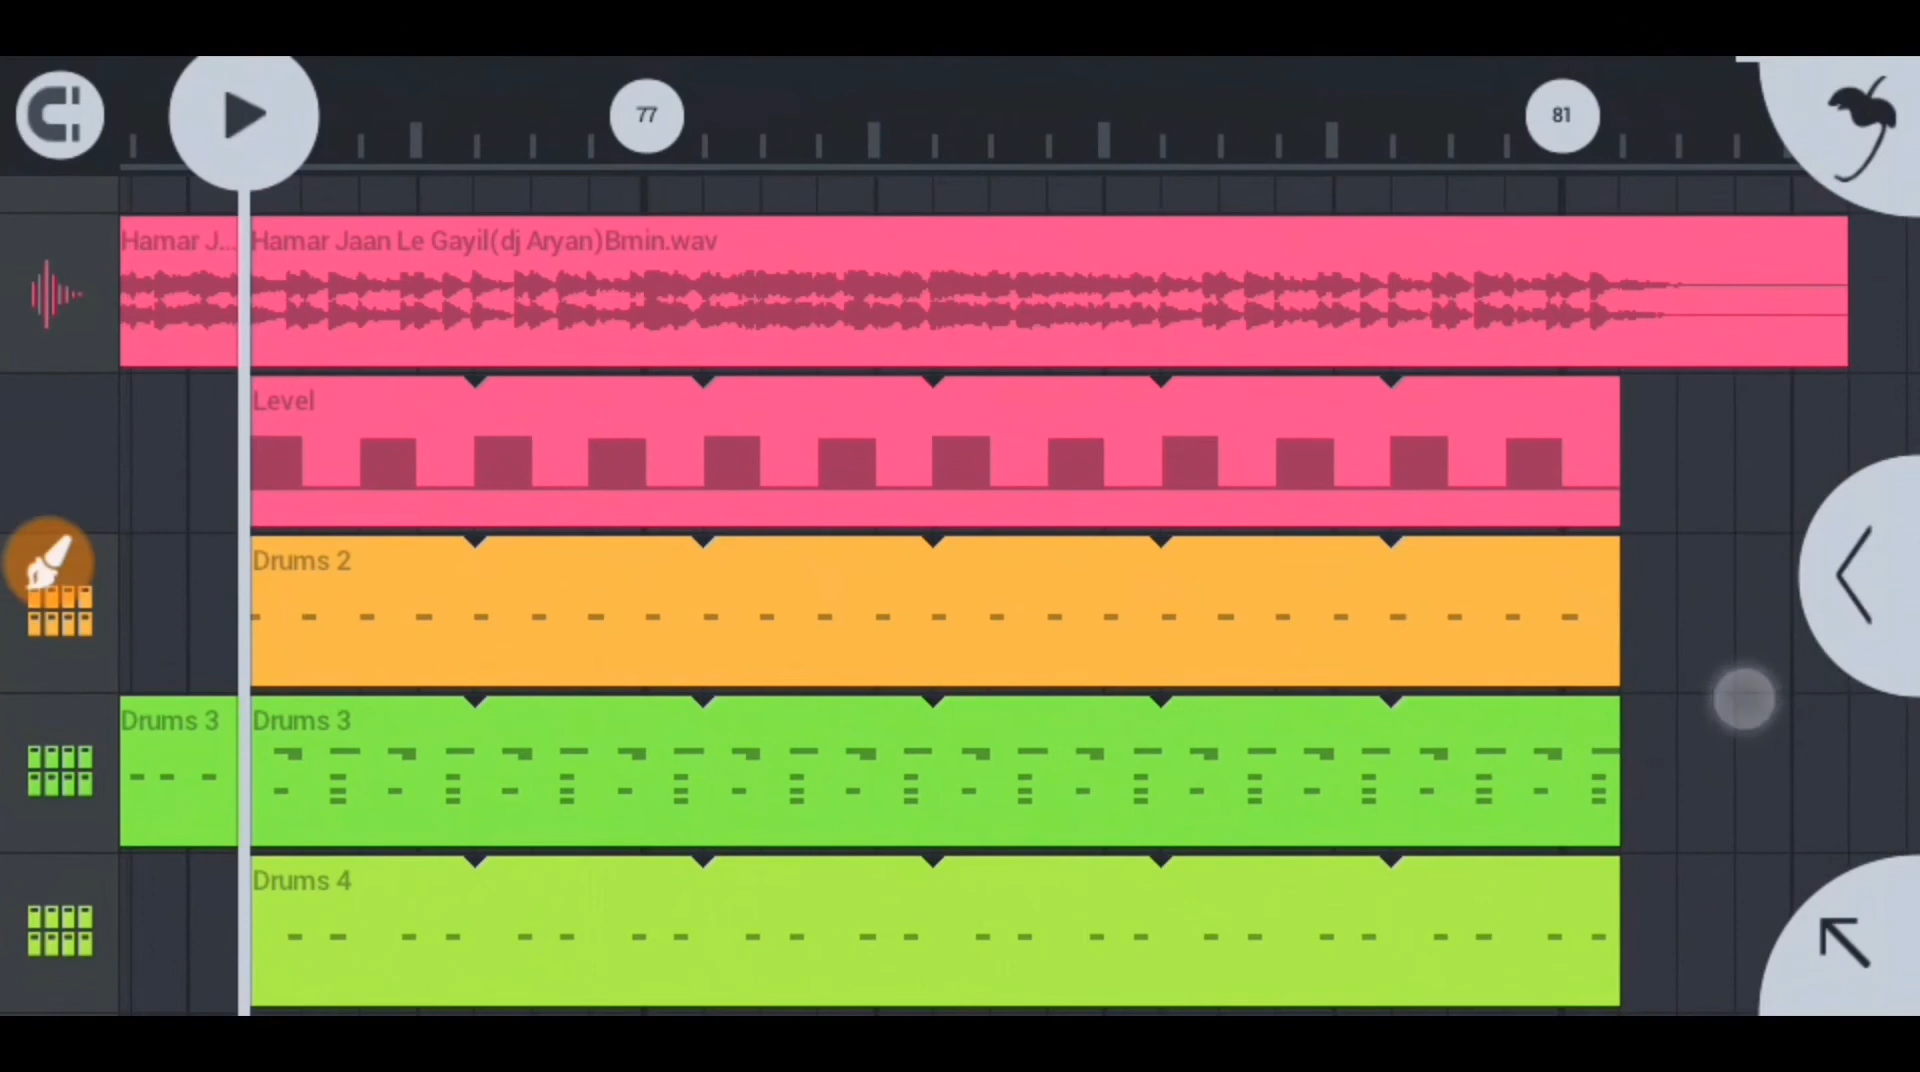 77
81
Hamar J... Hamar Jaan Le Gayil(dj Aryan)Bmin.wav
Level
Drums 2
Drums 3 Drums 3
Drums 4